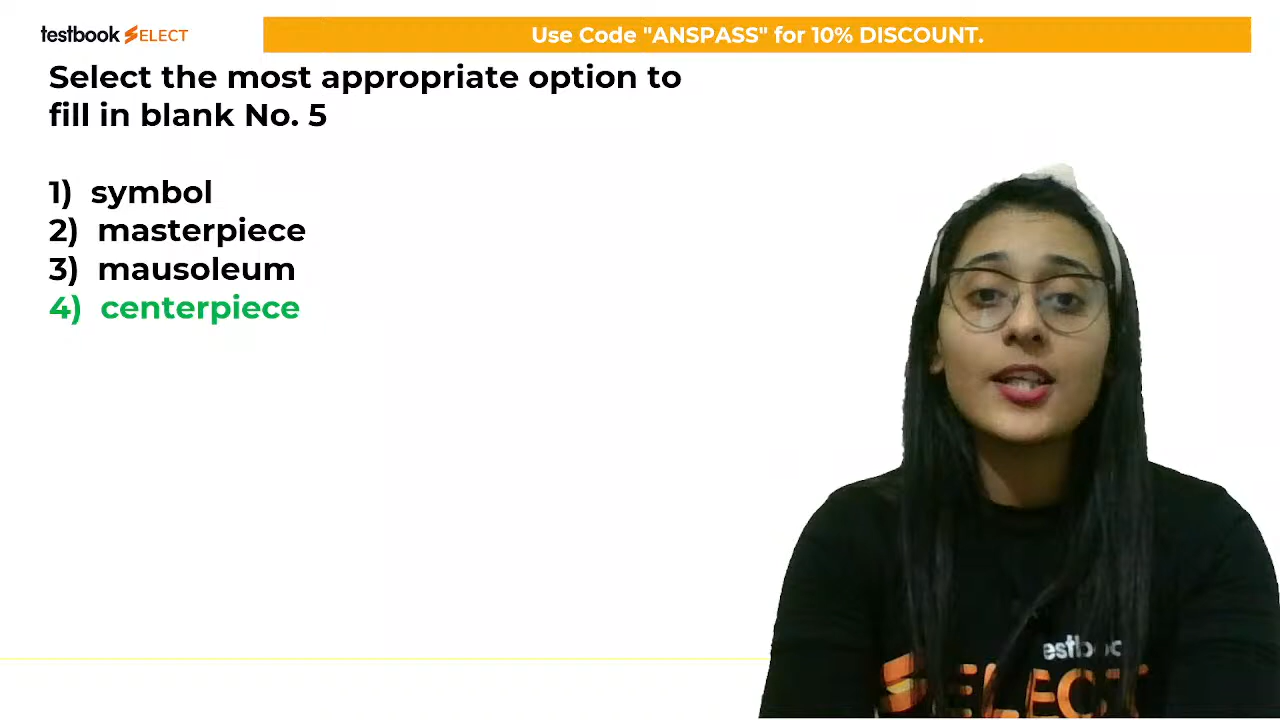 testbook SELECT
Use Code "ANSPASS" for 10% DISCOUNT.
Select the most appropriate option to
fill in blank No. 5
1) symbol
2) masterpiece
3) mausoleum
4) centerpiece
SELECT